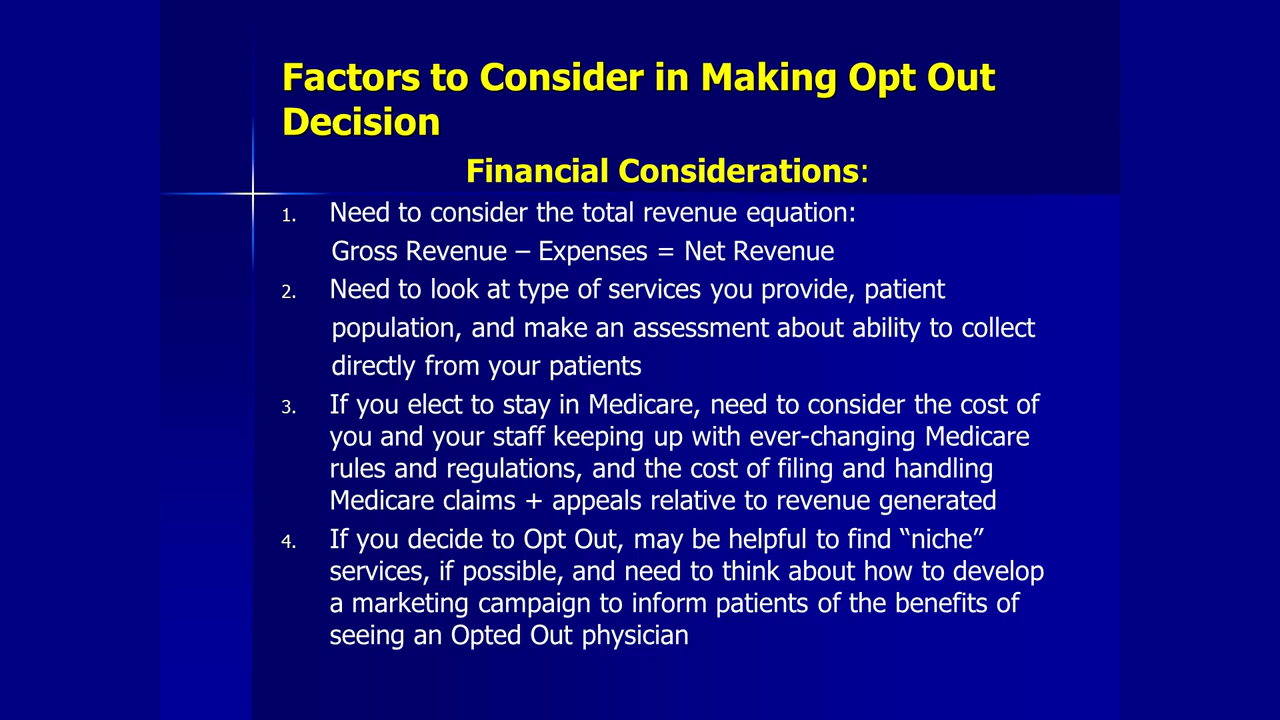 Factors to Consider in Making Opt Out
Decision
Financial Considerations:
1. Need to consider the total revenue equation:
Gross Revenue – Expenses = Net Revenue
2. Need to look at type of services you provide, patient
population, and make an assessment about ability to collect
directly from your patients
3. If you elect to stay in Medicare, need to consider the cost of
you and your staff keeping up with ever-changing Medicare
rules and regulations, and the cost of filing and handling
Medicare claims + appeals relative to revenue generated
4. If you decide to Opt Out, may be helpful to find “niche”
services, if possible, and need to think about how to develop
a marketing campaign to inform patients of the benefits of
seeing an Opted Out physician